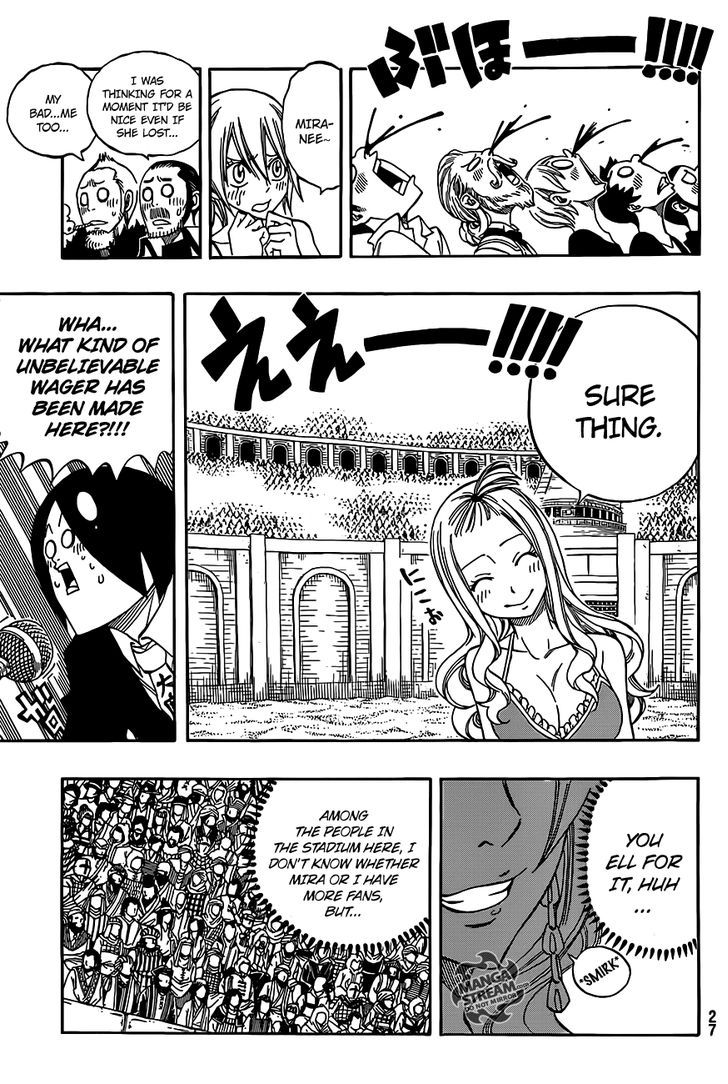 ぶほーー!!!!
MIRA-
NEE~
I WAS
THINKING FOR
A MOMENT IT'D BE
NICE EVEN IF
SHE LOST...
MY
BAD...ME
TOO...
ええーー!!!!
SURE
THING.
にこぉ
WHA...
WHAT KIND OF
UNBELIEVABLE
WAGER HAS
BEEN MADE
HERE?!!!
YOU
ELL FOR
IT, HUH
...
*SMIRK*
AMONG
THE PEOPLE IN
THE STADIUM HERE, I
DON'T KNOW WHETHER
MIRA OR I HAVE
MORE FANS,
BUT...
MANGA
STREAM.com
DO NOT MIRROR
27